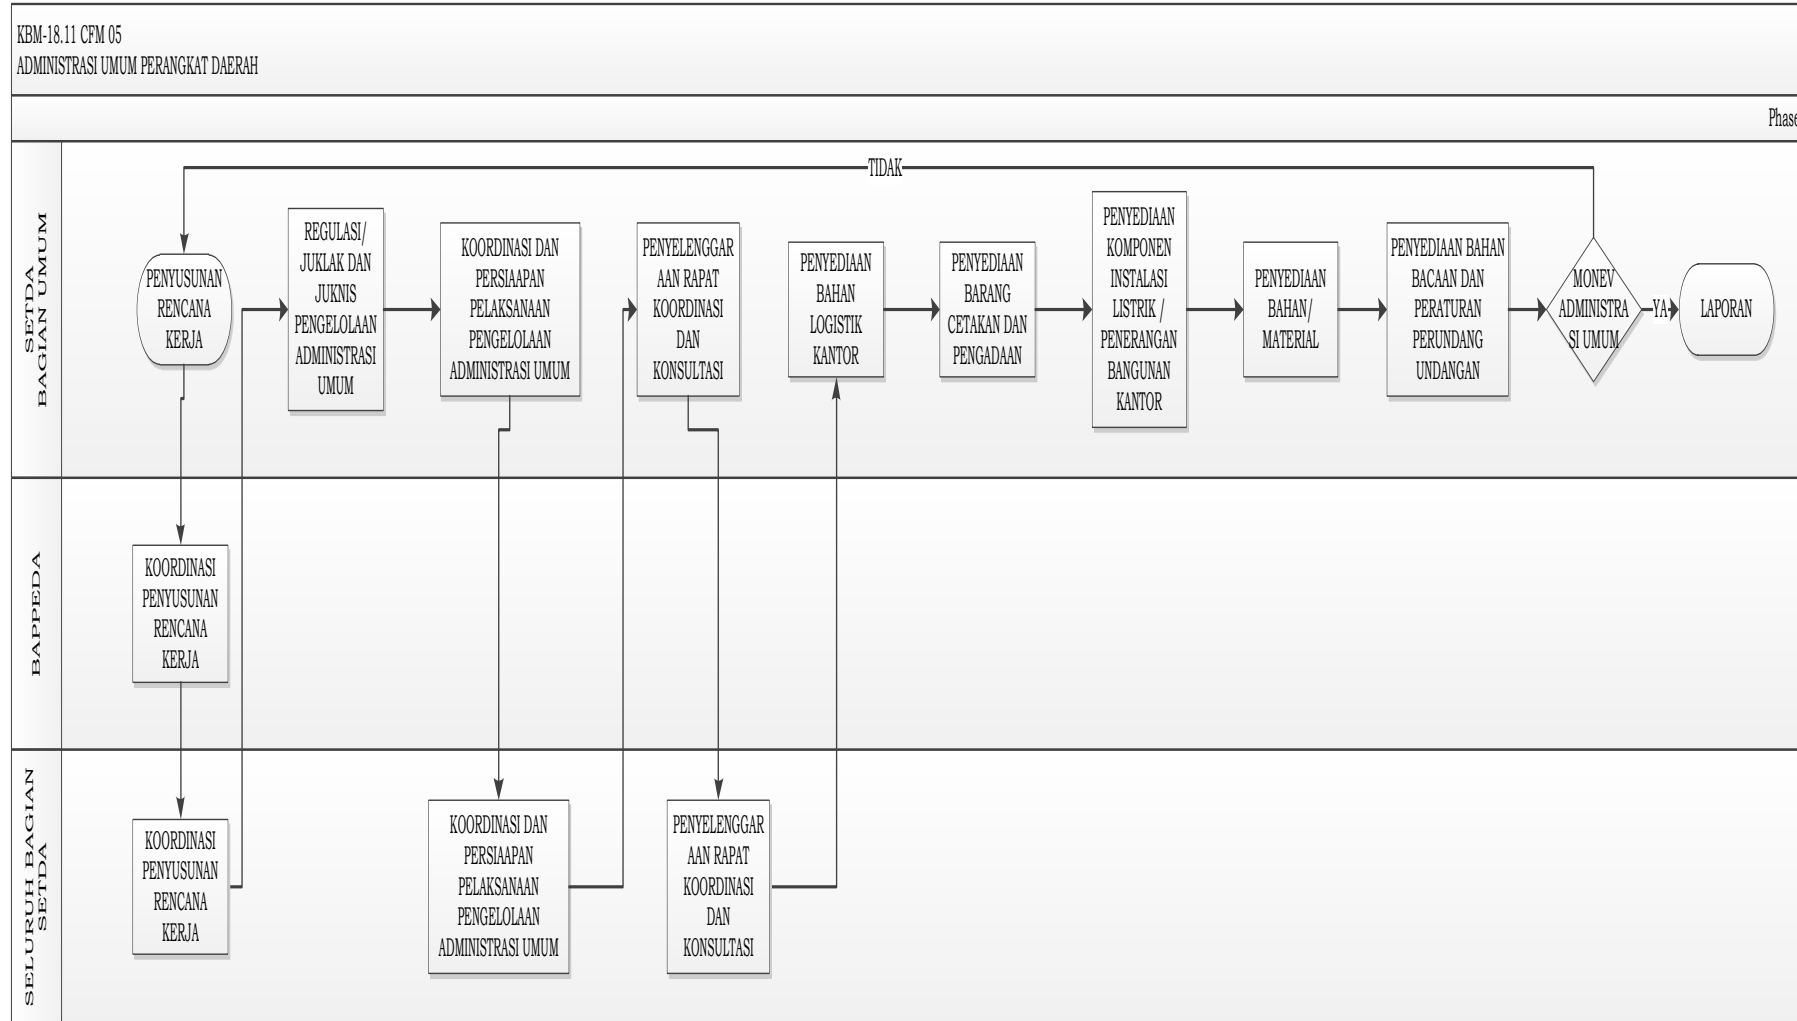 KBM-18.11 CFM 05
ADMINISTRASI UMUM PERANGKAT DAERAH
Phase
SETDA
BAGIAN UMUM
TIDAK
PENYUSUNAN
RENCANA
KERJA
REGULASI/
JUKLAK DAN
JUKNIS
PENGELOLAAN
ADMINISTRASI
UMUM
KOORDINASI DAN
PERSIAAPAN
PELAKSANAAN
PENGELOLAAN
ADMINISTRASI UMUM
PENYELENGGAR
AAN RAPAT
KOORDINASI
DAN
KONSULTASI
PENYEDIAAN
BAHAN
LOGISTIK
KANTOR
PENYEDIAAN
BARANG
CETAKAN DAN
PENGADAAN
PENYEDIAAN
KOMPONEN
INSTALASI
LISTRIK /
PENERANGAN
BANGUNAN
KANTOR
PENYEDIAAN
BAHAN/
MATERIAL
PENYEDIAAN BAHAN
BACAAN DAN
PERATURAN
PERUNDANG
UNDANGAN
MONEV
ADMINISTRA
SI UMUM
YA
LAPORAN
BAPPEDA
KOORDINASI
PENYUSUNAN
RENCANA
KERJA
SELURUH BAGIAN
SETDA
KOORDINASI
PENYUSUNAN
RENCANA
KERJA
KOORDINASI DAN
PERSIAAPAN
PELAKSANAAN
PENGELOLAAN
ADMINISTRASI UMUM
PENYELENGGAR
AAN RAPAT
KOORDINASI
DAN
KONSULTASI